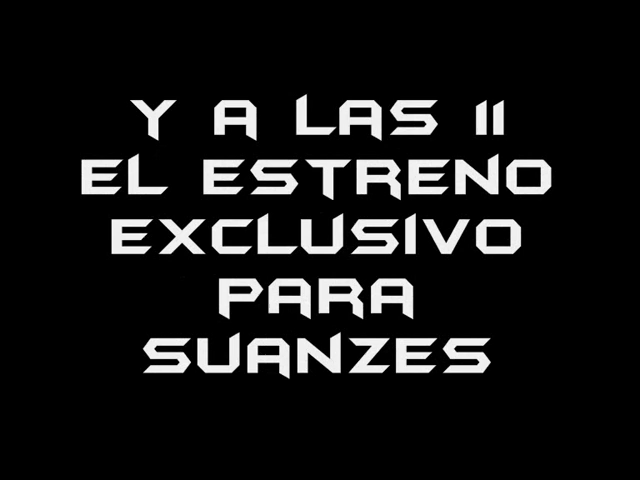 Y A LAS 11
EL ESTRENO
EXCLUSIVO
PARA
SUANZES